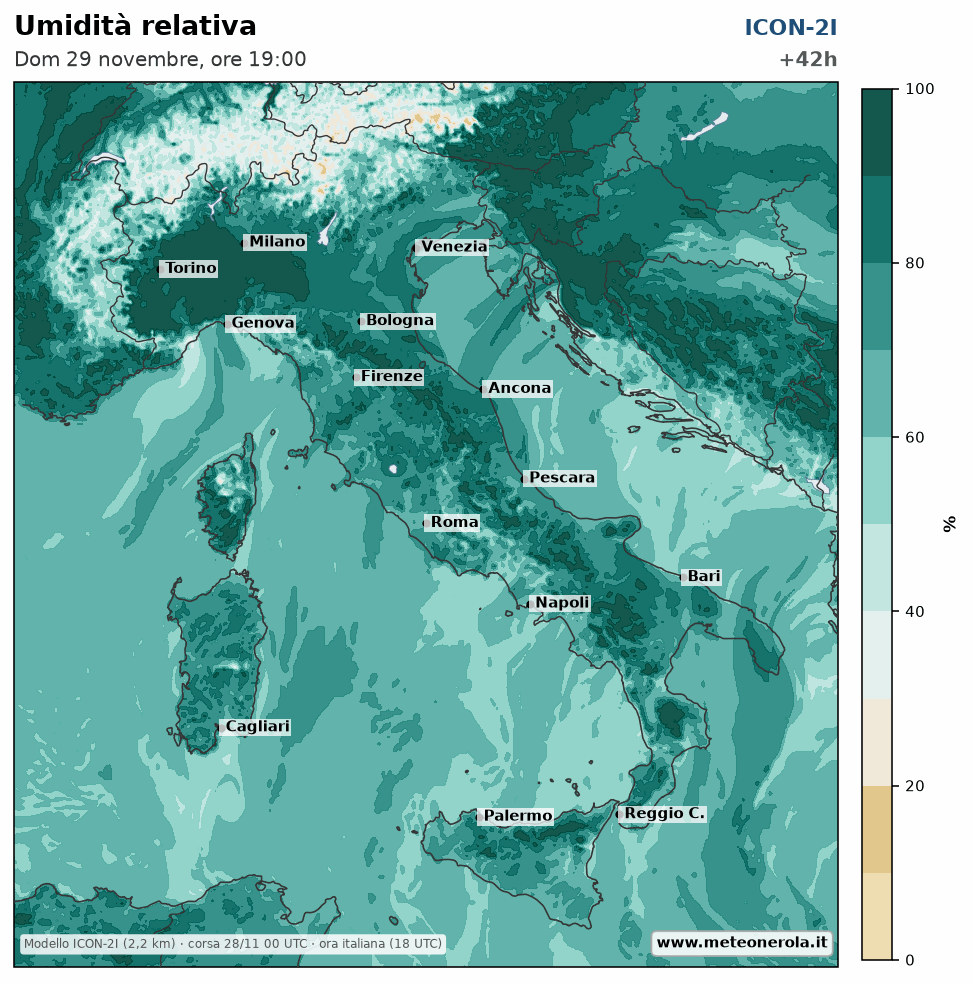 Umidità relativa
ICON-2I
Dom 29 novembre, ore 19:00
+42h
100
80
60
40
20
0
%
Milano
Venezia
Torino
Genova
Bologna
Firenze
Ancona
Pescara
Roma
Bari
Napoli
Cagliari
Palermo
Reggio C.
Modello ICON-2I (2,2 km) · corsa 28/11 00 UTC · ora italiana (18 UTC)
www.meteonerola.it